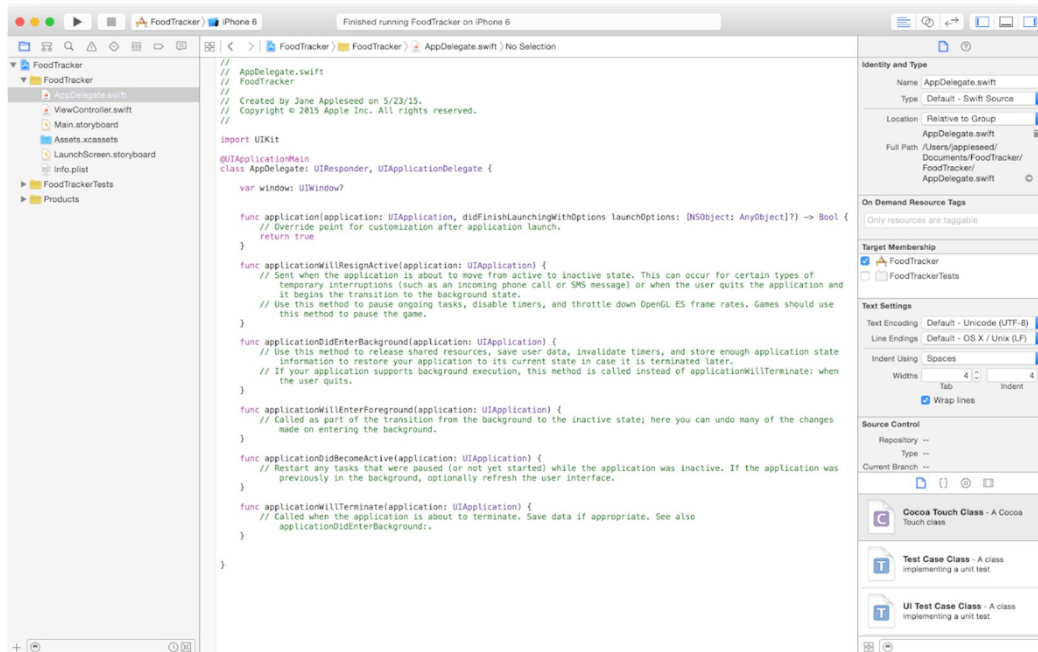 FoodTracker iPhone 6
Finished running FoodTracker on iPhone 6
FoodTracker FoodTracker AppDelegate.swift No Selection
FoodTracker
FoodTracker
AppDelegate.swift
ViewController.swift
Main.storyboard
Assets.xcassets
LaunchScreen.storyboard
Info.plist
FoodTrackerTests
Products
//
//  AppDelegate.swift
//  FoodTracker
//
//  Created by Jane Appleseed on 5/23/15.
//  Copyright © 2015 Apple Inc. All rights reserved.
//
import UIKit
@UIApplicationMain
class AppDelegate: UIResponder, UIApplicationDelegate {
var window: UIWindow?
func application(application: UIApplication, didFinishLaunchingWithOptions launchOptions: [NSObject: AnyObject]?) -> Bool {
// Override point for customization after application launch.
return true
}
func applicationWillResignActive(application: UIApplication) {
// Sent when the application is about to move from active to inactive state. This can occur for certain types of
temporary interruptions (such as an incoming phone call or SMS message) or when the user quits the application and
it begins the transition to the background state.
// Use this method to pause ongoing tasks, disable timers, and throttle down OpenGL ES frame rates. Games should use
this method to pause the game.
}
func applicationDidEnterBackground(application: UIApplication) {
// Use this method to release shared resources, save user data, invalidate timers, and store enough application state
information to restore your application to its current state in case it is terminated later.
// If your application supports background execution, this method is called instead of applicationWillTerminate: when
the user quits.
}
func applicationWillEnterForeground(application: UIApplication) {
// Called as part of the transition from the background to the inactive state; here you can undo many of the changes
made on entering the background.
}
func applicationDidBecomeActive(application: UIApplication) {
// Restart any tasks that were paused (or not yet started) while the application was inactive. If the application was
previously in the background, optionally refresh the user interface.
}
func applicationWillTerminate(application: UIApplication) {
// Called when the application is about to terminate. Save data if appropriate. See also
applicationDidEnterBackground:.
}
}
Identity and Type
Name AppDelegate.swift
Type Default - Swift Source
Location Relative to Group
AppDelegate.swift
Full Path /Users/jappleseed/
Documents/FoodTracker/
FoodTracker/
AppDelegate.swift
On Demand Resource Tags
Only resources are taggable
Target Membership
FoodTracker
FoodTrackerTests
Text Settings
Text Encoding Default - Unicode (UTF-8)
Line Endings Default - OS X / Unix (LF)
Indent Using Spaces
Widths 4 4
Tab Indent
Wrap lines
Source Control
Repository --
Type --
Current Branch --
C
Cocoa Touch Class - A Cocoa
Touch class
T
Test Case Class - A class
implementing a unit test
T
UI Test Case Class - A class
implementing a unit test